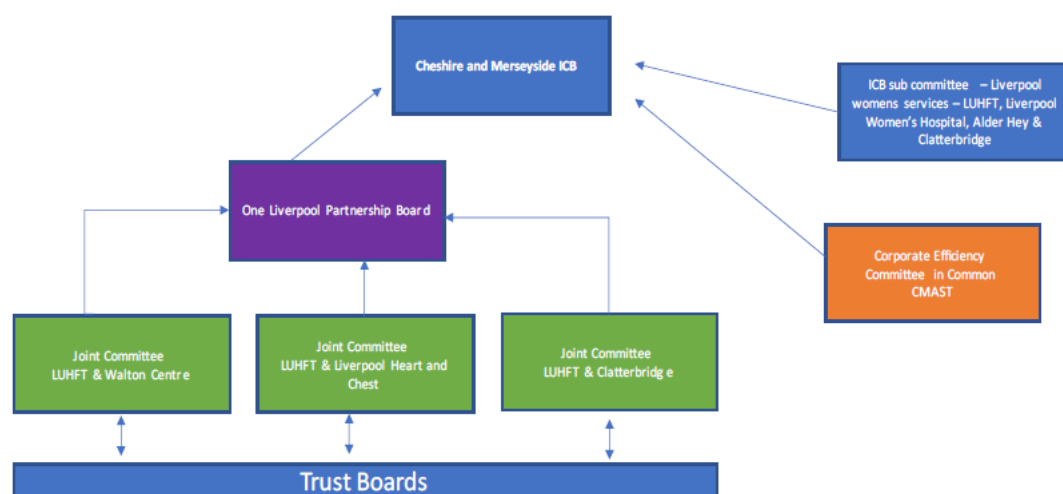 Cheshire and Merseyside ICB
ICB sub committee – Liverpool
womens services – LUHFT, Liverpool
Women's Hospital, Alder Hey &
Clatterbridge
One Liverpool Partnership Board
Corporate Efficiency
Committee in Common
CMAST
Joint Committee
LUHFT & Walton Centre
Joint Committee
LUHFT & Liverpool Heart and
Chest
Joint Committee
LUHFT & Clatterbridge
Trust Boards